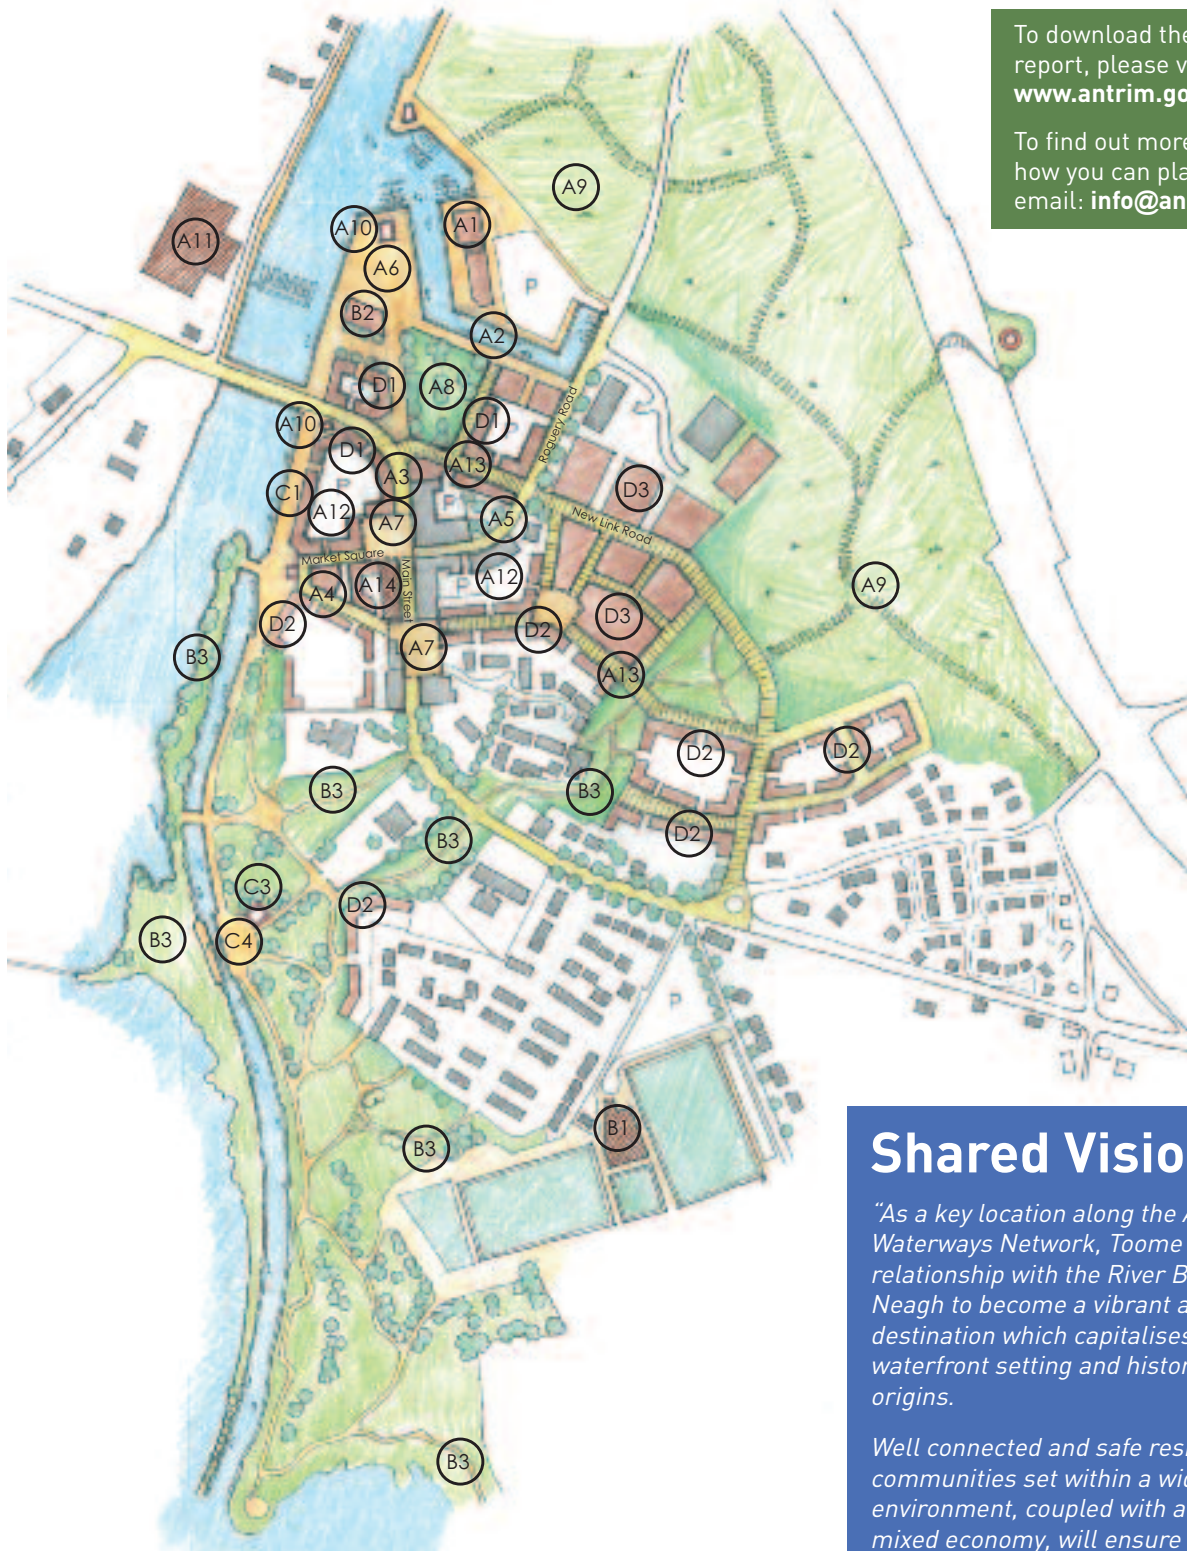 To download the
report, please v
www.antrim.go
To find out more
how you can pla
email: info@an
A9
A10
A1
A11
A6
B2
P
A2
D1
A8
D1
Roguery Road
A10
D1
A13
A3
P
D3
C1
A12
P
A7
A5
New Link Road
Market Square
A14
Main Street
P
A12
A9
A4
D2
D2
D3
A7
B3
A13
D2
D2
B3
B3
D2
B3
C3
D2
B3
C4
P
B1
B3
B3
Shared Visio
“As a key location along the A
Waterways Network, Toome
relationship with the River B
Neagh to become a vibrant a
destination which capitalises
waterfront setting and histor
origins.
Well connected and safe resi
communities set within a wid
environment, coupled with a
mixed economy, will ensure